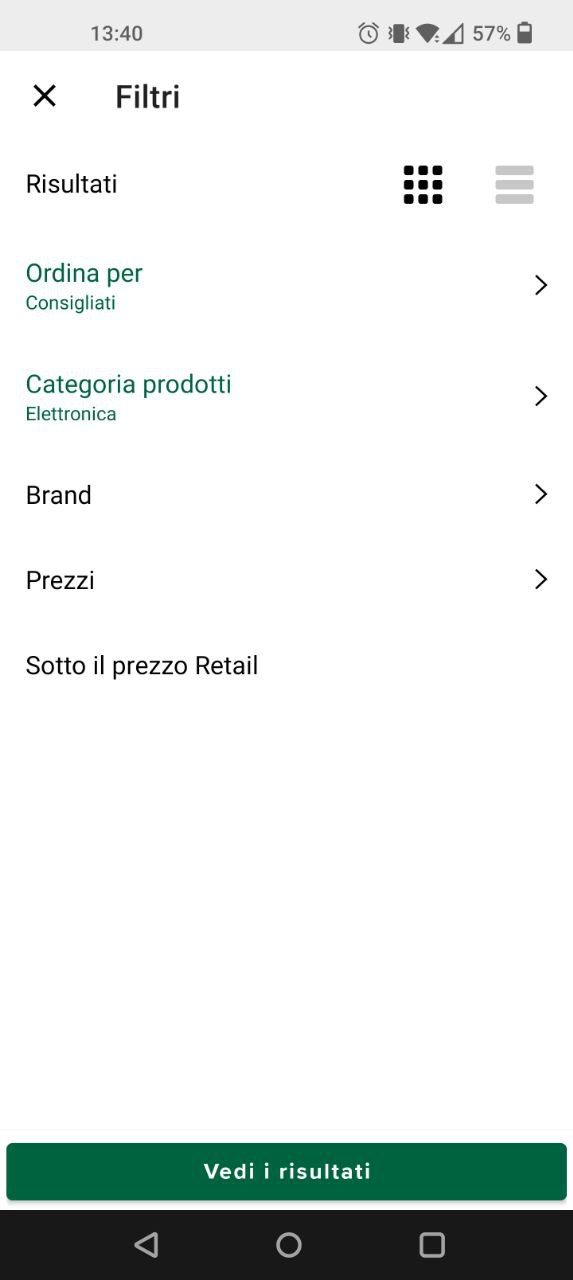 13:40
57%
Filtri
Risultati
Ordina per
Consigliati
Categoria prodotti
Elettronica
Brand
Prezzi
Sotto il prezzo Retail
Vedi i risultati